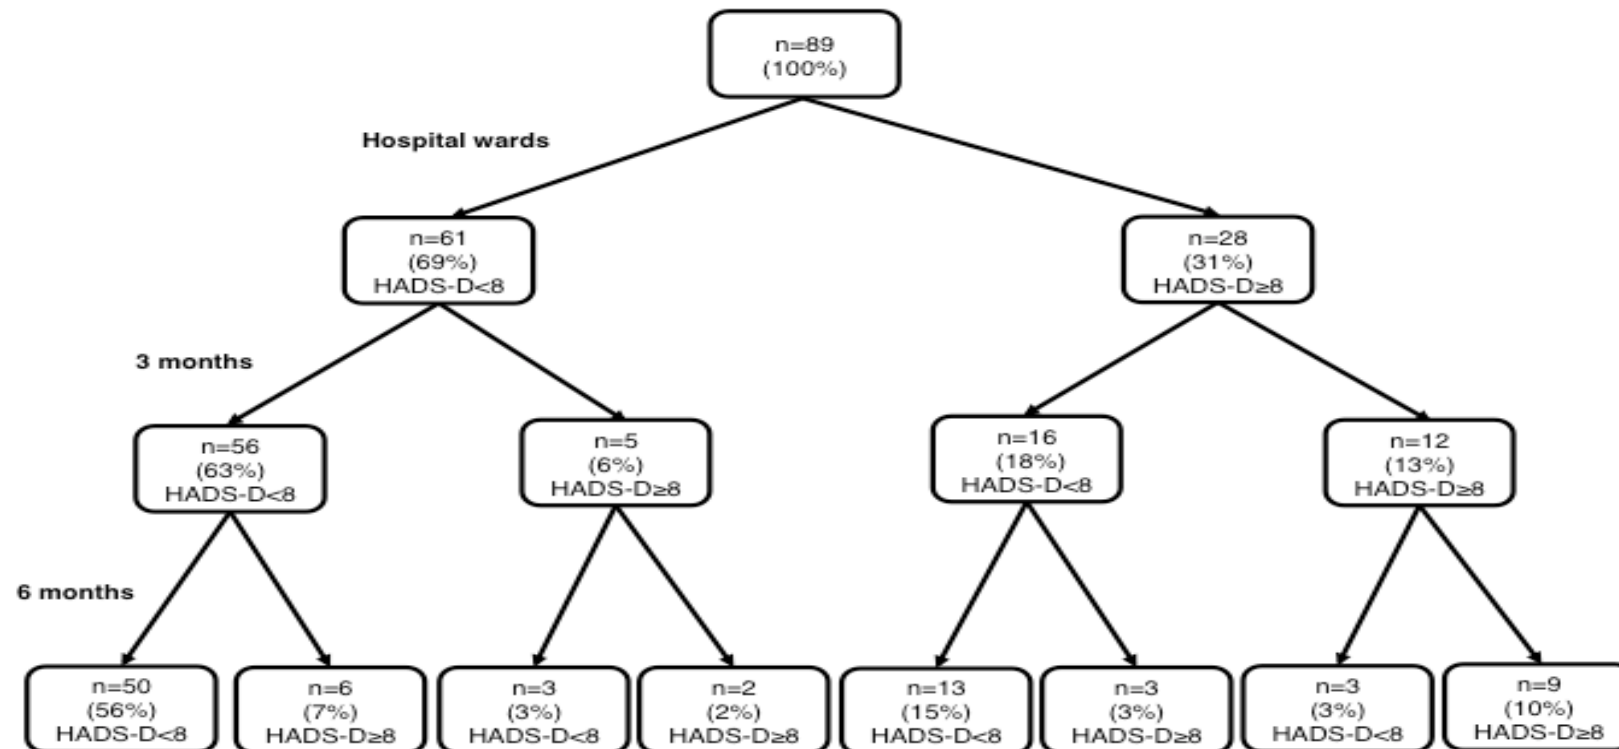 n=89
(100%)
Hospital wards
n=61
(69%)
HADS-D<8
n=28
(31%)
HADS-D≥8
3 months
n=56
(63%)
HADS-D<8
n=5
(6%)
HADS-D≥8
n=16
(18%)
HADS-D<8
n=12
(13%)
HADS-D≥8
6 months
n=50
(56%)
HADS-D<8
n=6
(7%)
HADS-D≥8
n=3
(3%)
HADS-D<8
n=2
(2%)
HADS-D≥8
n=13
(15%)
HADS-D<8
n=3
(3%)
HADS-D≥8
n=3
(3%)
HADS-D<8
n=9
(10%)
HADS-D≥8